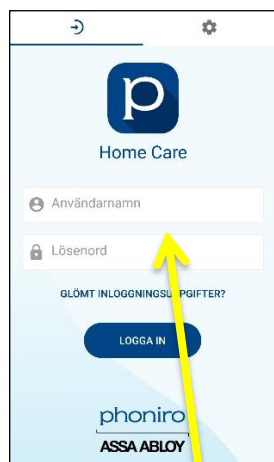 p
Home Care
Användarnamn
Lösenord
GLÖMT INLOGGNINGSUPPGIFTER?
LOGGA IN
phoniro
ASSA ABLOY